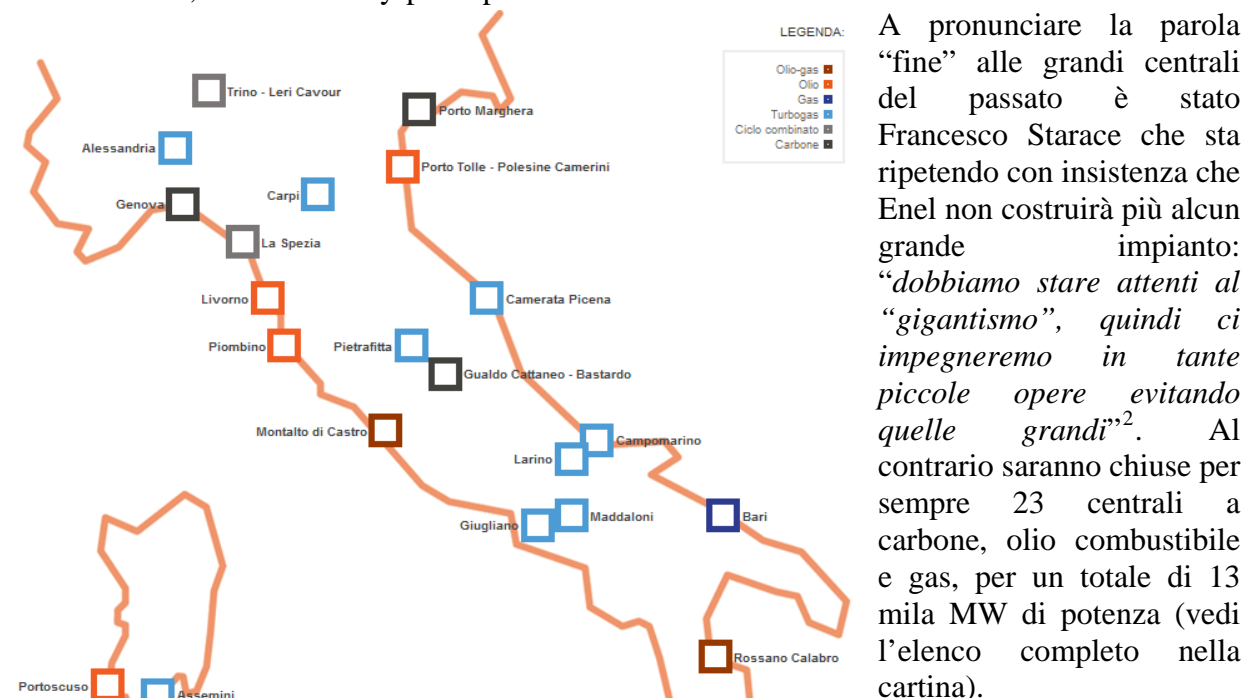 LEGENDA:
Olio-gas
Olio
Gas
Turbogas
Ciclo combinato
Carbone
Trino - Leri Cavour
Porto Marghera
Alessandria
Porto Tolle - Polesine Camerini
Carpi
Genova
La Spezia
Livorno
Camerata Picena
Piombino
Pietrafitta
Gualdo Cattaneo - Bastardo
Montalto di Castro
Campomarino
Larino
Maddaloni
Bari
Giugliano
Rossano Calabro
Portoscuso
Assemini
A pronunciare la parola
“fine” alle grandi centrali
del passato è stato
Francesco Starace che sta
ripetendo con insistenza che
Enel non costruirà più alcun
grande impianto:
“dobbiamo stare attenti al
“gigantismo”, quindi ci
impegneremo in tante
piccole opere evitando
quelle grandi”². Al
contrario saranno chiuse per
sempre 23 centrali a
carbone, olio combustibile
e gas, per un totale di 13
mila MW di potenza (vedi
l’elenco completo nella
cartina).